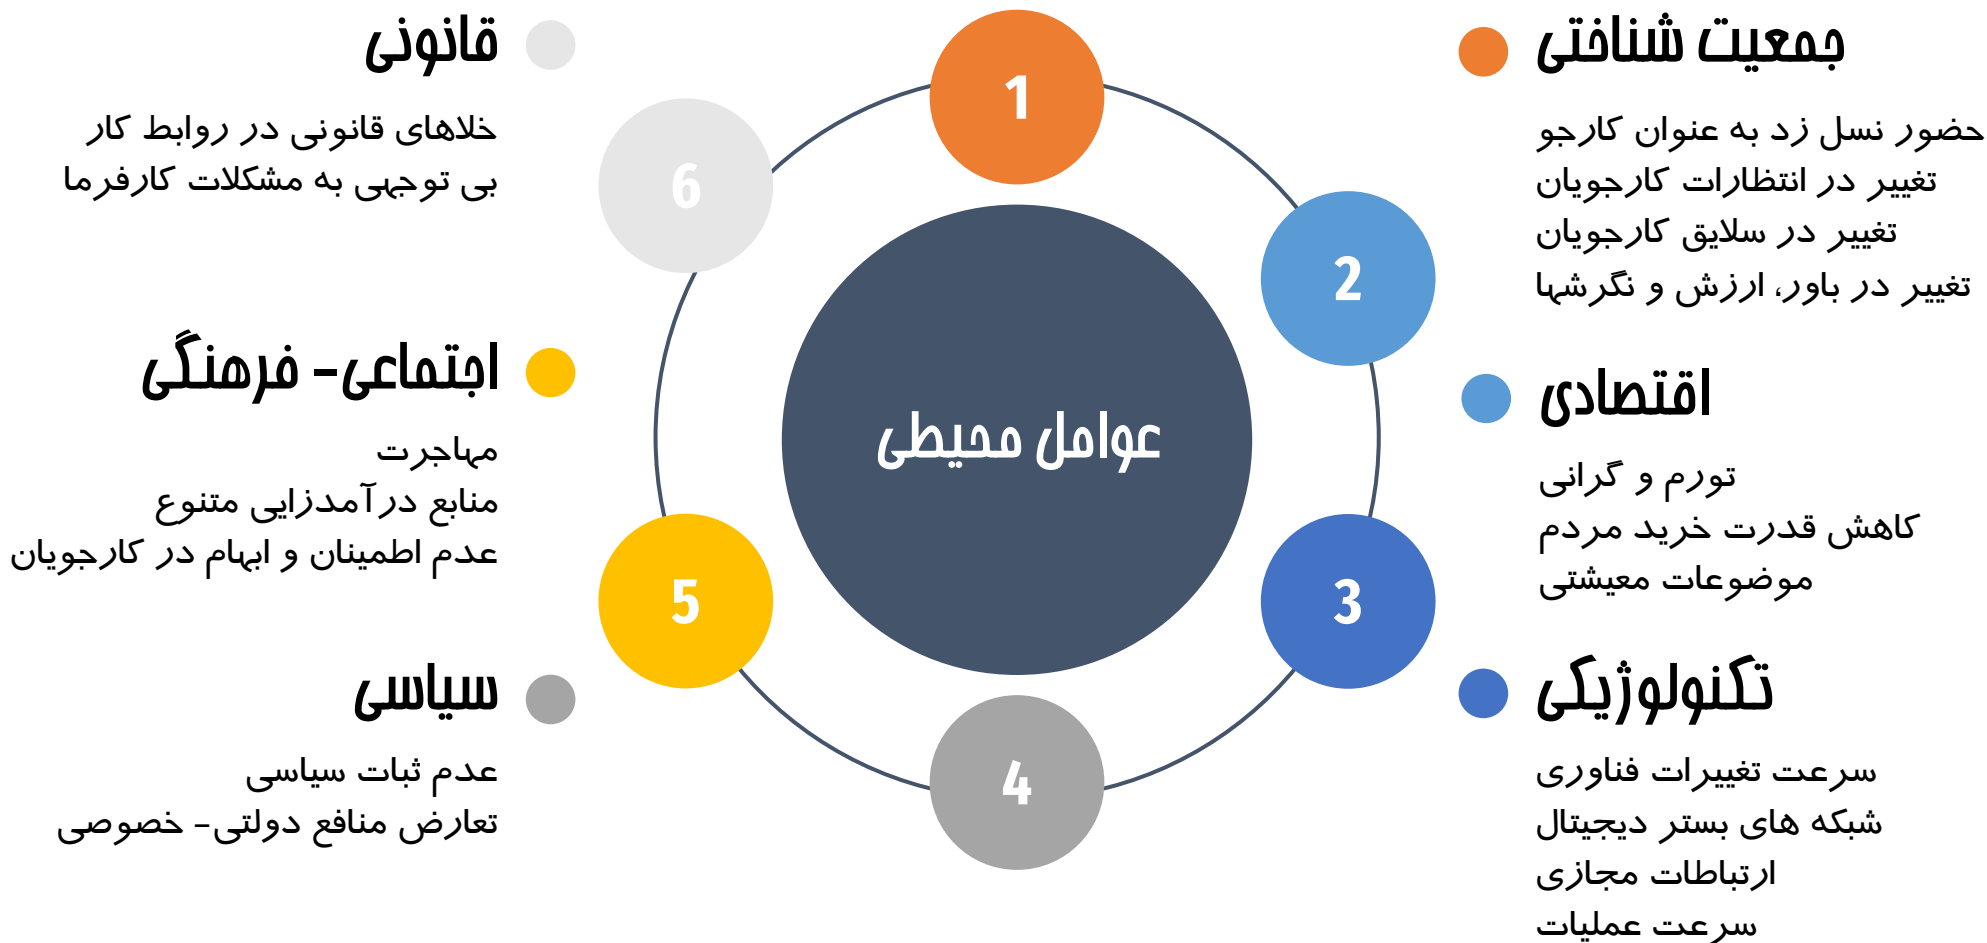 جمعیت شناختی
حضور نسل زد به عنوان کارجو
تغییر در انتظارات کارجویان
تغییر در سلایق کارجویان
تغییر در باور، ارزش و نگرشها
اقتصادی
تورم و گرانی
کاهش قدرت خرید مردم
موضوعات معیشتی
تکنولوژیکی
سرعت تغییرات فناوری
شبکه های بستر دیجیتال
ارتباطات مجازی
سرعت عملیات
1
2
3
4
5
6
عوامل محیطی
قانونی
خلاهای قانونی در روابط کار
بی توجهی به مشکلات کارفرما
اجتماعی- فرهنگی
مهاجرت
منابع درآمدزایی متنوع
عدم اطمینان و ابهام در کارجویان
سیاسی
عدم ثبات سیاسی
تعارض منافع دولتی- خصوصی